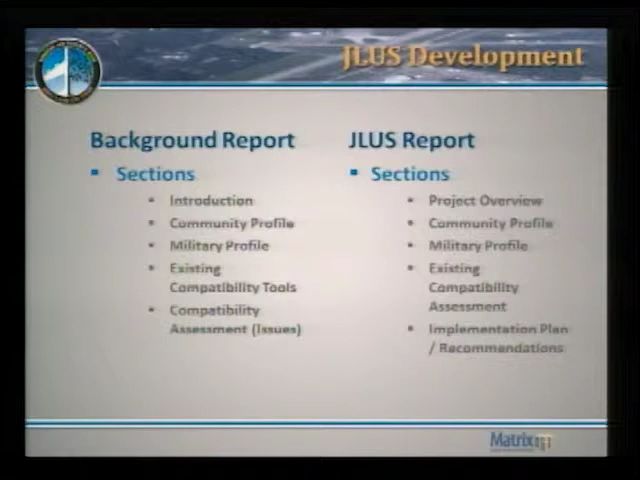 JLUS Development
Background Report
Sections
Introduction
Community Profile
Military Profile
Existing
Compatibility Tools
Compatibility
Assessment (Issues)
JLUS Report
Sections
Project Overview
Community Profile
Military Profile
Existing
Compatibility
Assessment
Implementation Plan
/ Recommendations
Matrix